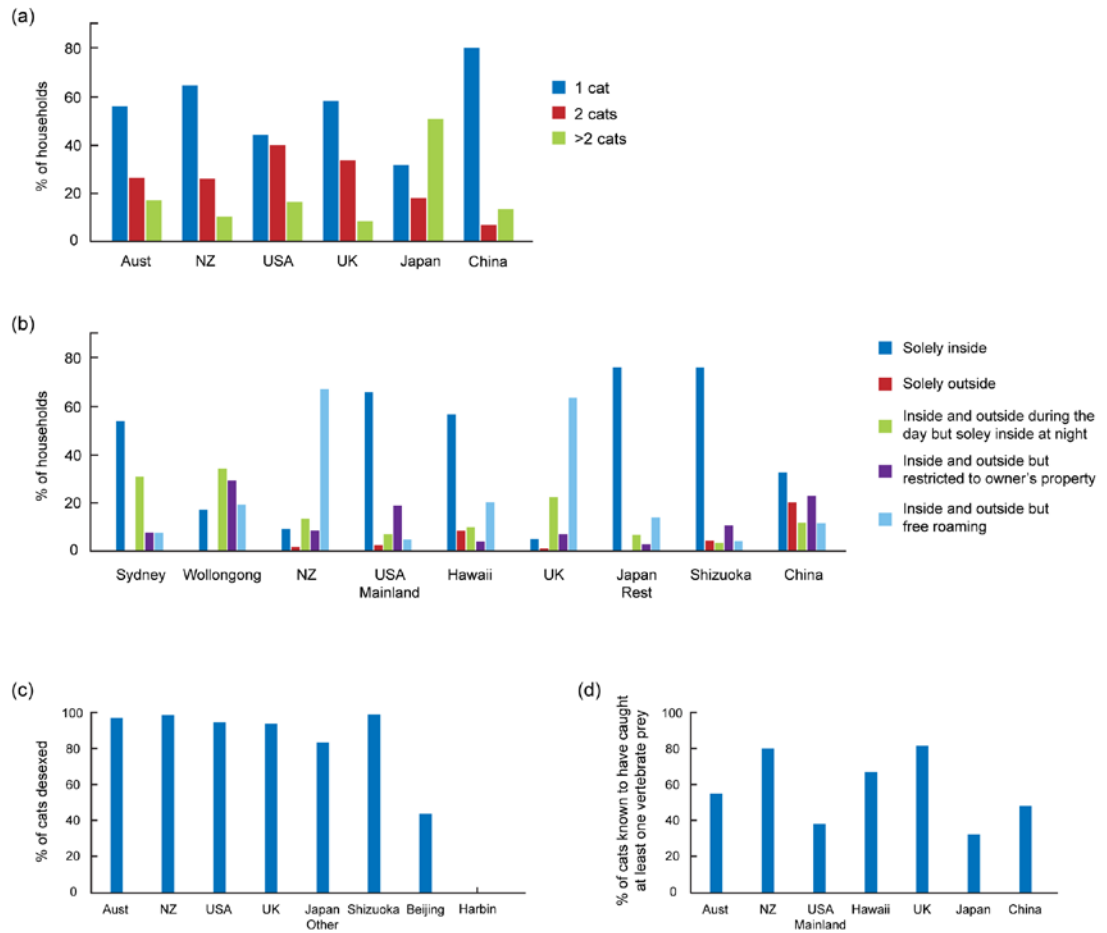 (a)
% of households
80
60
40
20
0
Aust NZ USA UK Japan China
1 cat
2 cats
>2 cats
(b)
% of households
80
60
40
20
0
Sydney Wollongong NZ USA Hawaii UK Japan Shizuoka China
Mainland Rest
Solely inside
Solely outside
Inside and outside during the
day but soley inside at night
Inside and outside but
restricted to owner's property
Inside and outside but
free roaming
(c)
% of cats desexed
100
80
60
40
20
0
Aust NZ USA UK Japan Shizuoka Beijing Harbin
Other
(d)
% of cats known to have caught
at least one vertebrate prey
100
80
60
40
20
0
Aust NZ USA Hawaii UK Japan China
Mainland